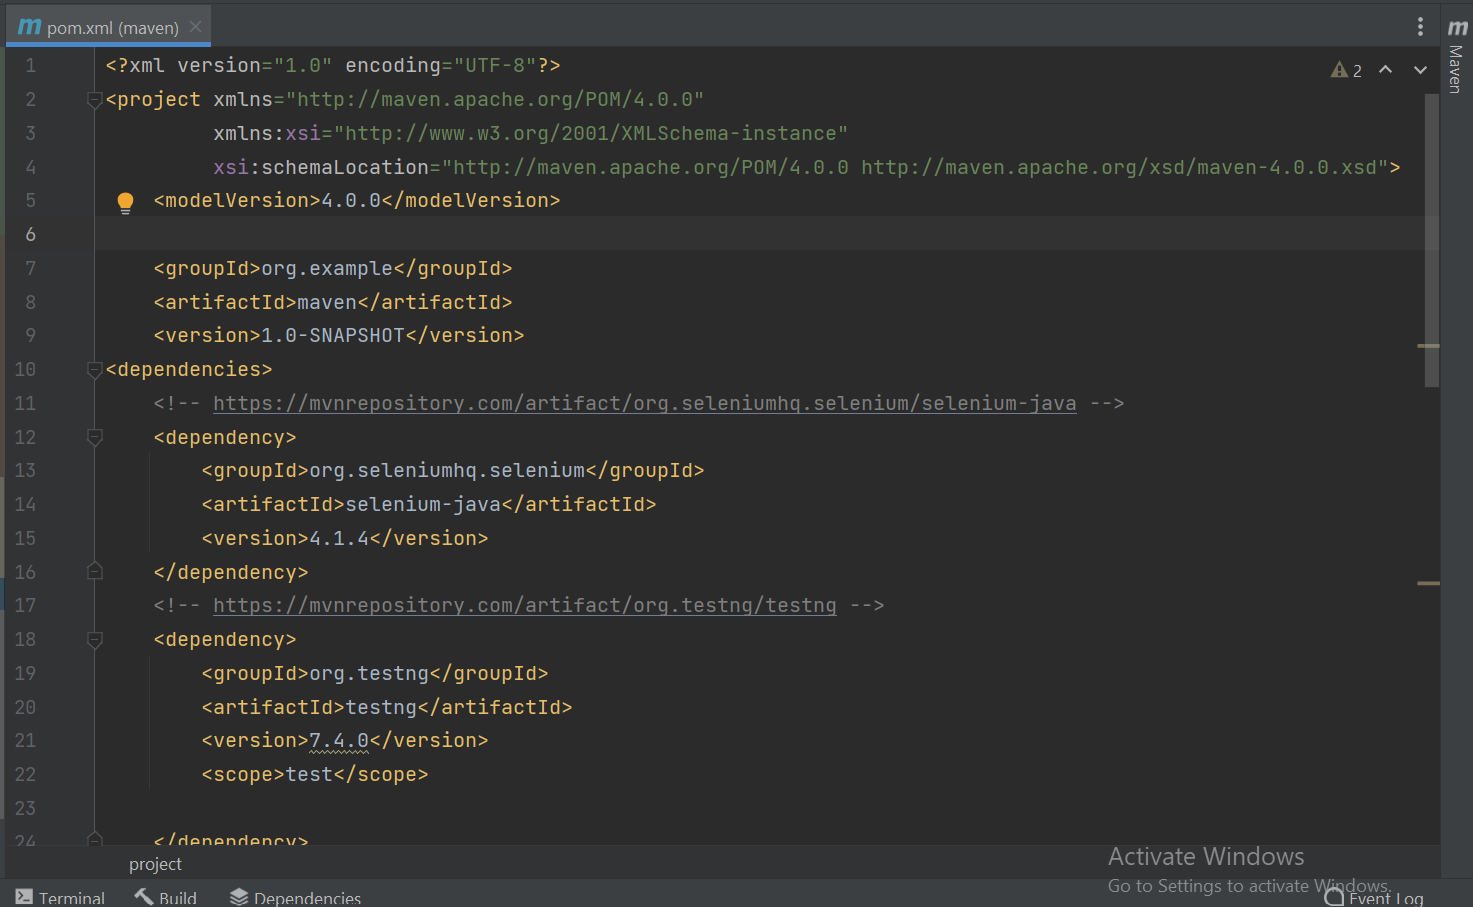 m pom.xml (maven)
m
Maven
2
1 <?xml version="1.0" encoding="UTF-8"?>
2 <project xmlns="http://maven.apache.org/POM/4.0.0"
3 xmlns:xsi="http://www.w3.org/2001/XMLSchema-instance"
4 xsi:schemaLocation="http://maven.apache.org/POM/4.0.0 http://maven.apache.org/xsd/maven-4.0.0.xsd">
5 <modelVersion>4.0.0</modelVersion>
6
7 <groupId>org.example</groupId>
8 <artifactId>maven</artifactId>
9 <version>1.0-SNAPSHOT</version>
10 <dependencies>
11 <!-- https://mvnrepository.com/artifact/org.seleniumhq.selenium/selenium-java -->
12 <dependency>
13 <groupId>org.seleniumhq.selenium</groupId>
14 <artifactId>selenium-java</artifactId>
15 <version>4.1.4</version>
16 </dependency>
17 <!-- https://mvnrepository.com/artifact/org.testng/testng -->
18 <dependency>
19 <groupId>org.testng</groupId>
20 <artifactId>testng</artifactId>
21 <version>7.4.0</version>
22 <scope>test</scope>
23
24 </dependency>
project
Activate Windows
Go to Settings to activate Windows.
Terminal Build Dependencies Event Log